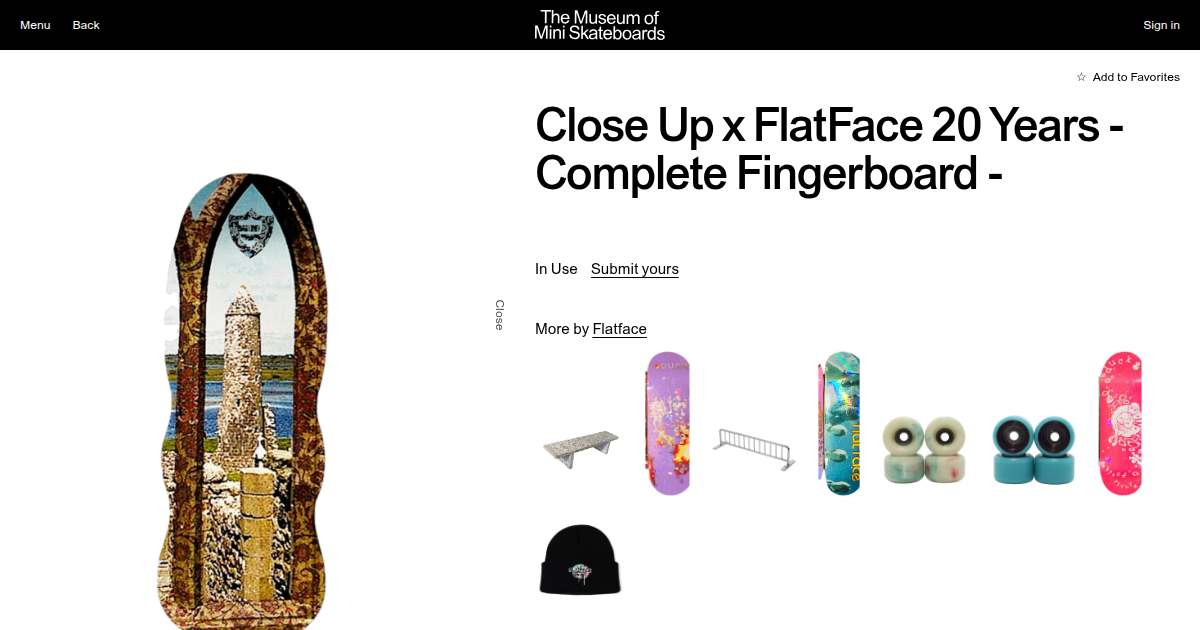 Menu
Back
The Museum of
Mini Skateboards
Sign in
☆ Add to Favorites
Close Up x FlatFace 20 Years -
Complete Fingerboard -
In Use Submit yours
Close
More by Flatface